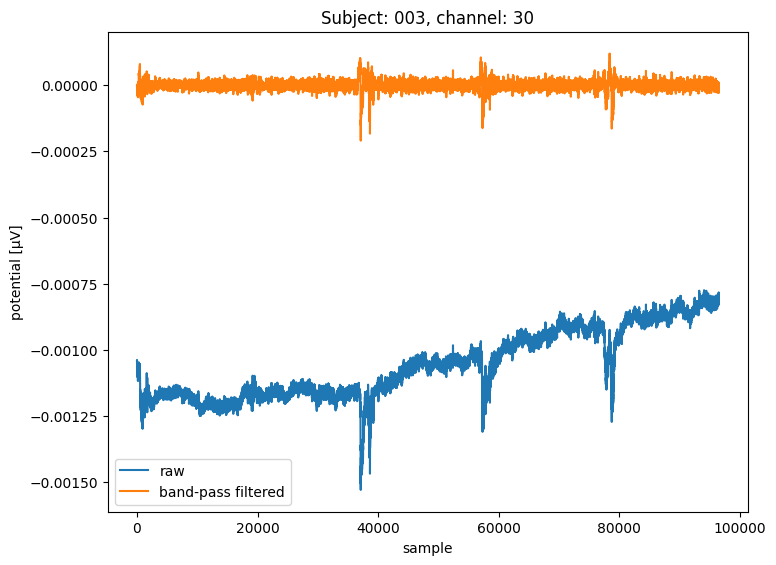 Subject: 003, channel: 30
0.00000
−0.00025
−0.00050
−0.00075
−0.00100
−0.00125
−0.00150
potential [µV]
raw
band-pass filtered
0
20000
40000
60000
80000
100000
sample